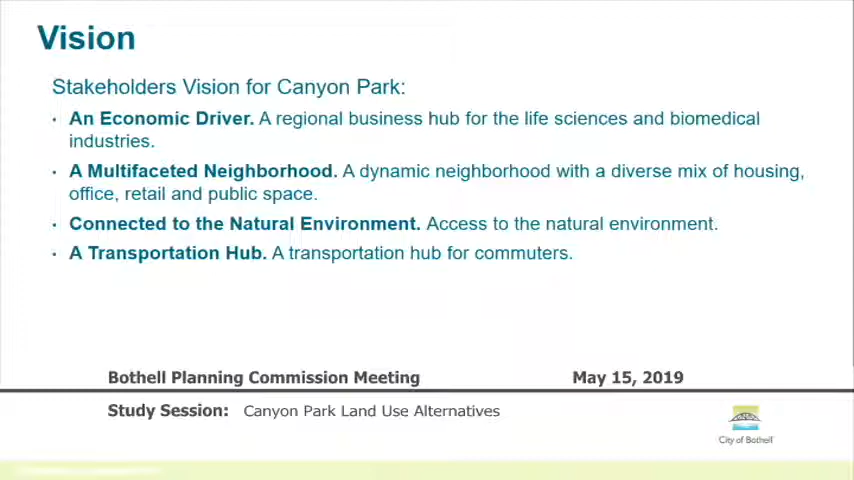 Vision
Stakeholders Vision for Canyon Park:
· An Economic Driver. A regional business hub for the life sciences and biomedical
industries.
· A Multifaceted Neighborhood. A dynamic neighborhood with a diverse mix of housing,
office, retail and public space.
· Connected to the Natural Environment. Access to the natural environment.
· A Transportation Hub. A transportation hub for commuters.
Bothell Planning Commission Meeting May 15, 2019
Study Session: Canyon Park Land Use Alternatives
City of Bothell